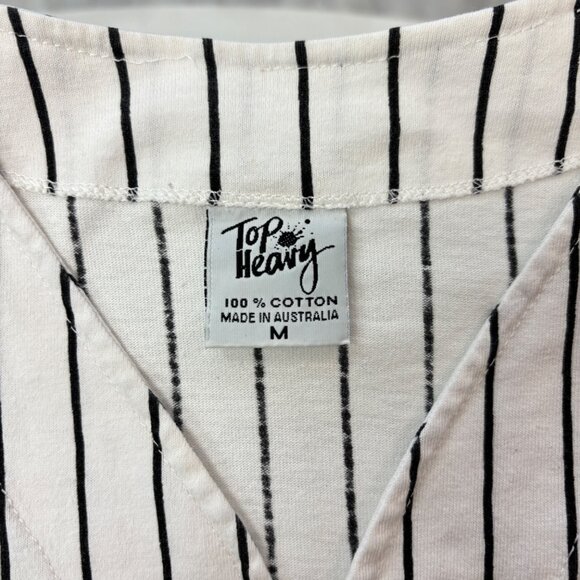 Top
Heavy
100 % COTTON
MADE IN AUSTRALIA
M